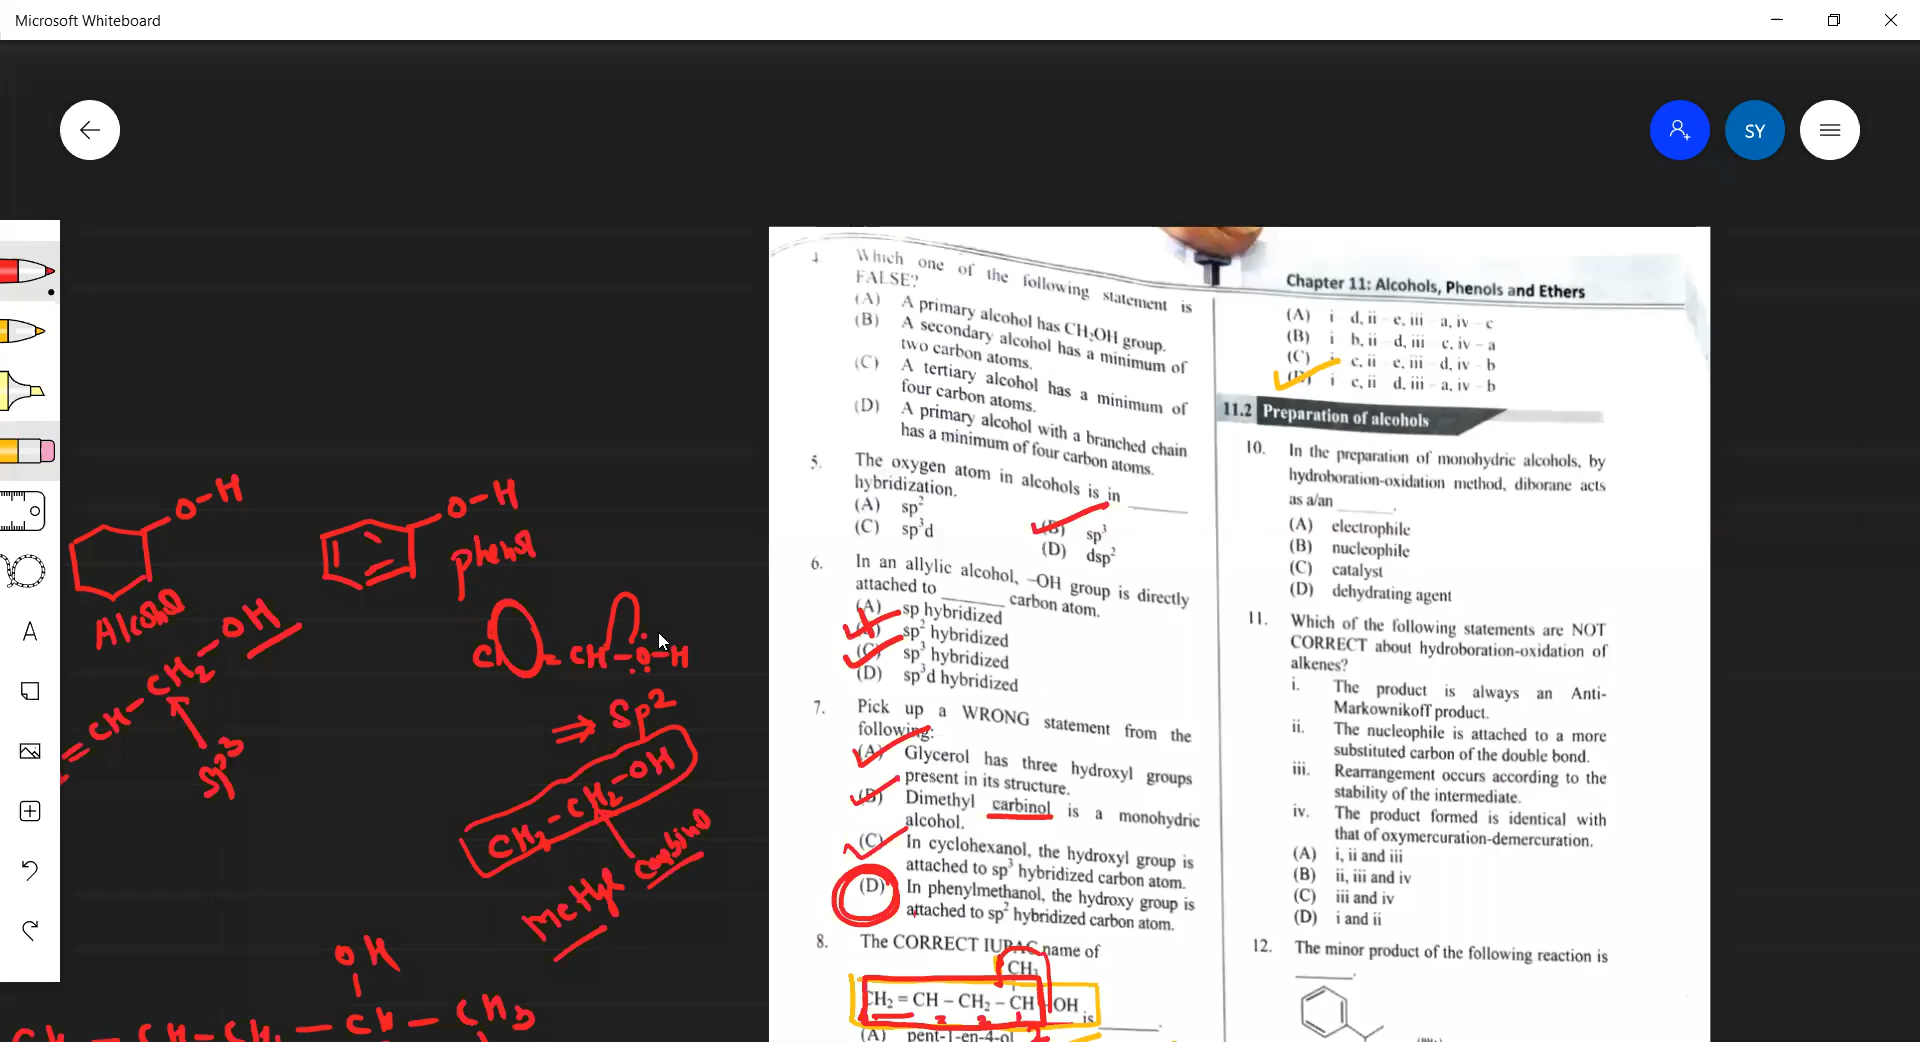 Microsoft Whiteboard
SY
A
O-H
Alcohol
O-H
phenol
=CH-CH2-OH
Sp3
=CH-O-H
⇒ Sp2
CH3-CH2-OH
methyl carbinol
OH
CH-CH2-CH-CH3
4. Which one of the following statement is
FALSE?
(A) A primary alcohol has CH2OH group.
(B) A secondary alcohol has a minimum of
two carbon atoms.
(C) A tertiary alcohol has a minimum of
four carbon atoms.
(D) A primary alcohol with a branched chain
has a minimum of four carbon atoms.
5. The oxygen atom in alcohols is in ______
hybridization.
(A) sp²
(B) sp³
(C) sp³d
(D) dsp²
6. In an allylic alcohol, –OH group is directly
attached to ______ carbon atom.
(A) sp hybridized
sp² hybridized
(C) sp³ hybridized
(D) sp³d hybridized
7. Pick up a WRONG statement from the
following:
(A) Glycerol has three hydroxyl groups
present in its structure.
(B) Dimethyl carbinol is a monohydric
alcohol.
(C) In cyclohexanol, the hydroxyl group is
attached to sp³ hybridized carbon atom.
(D) In phenylmethanol, the hydroxy group is
attached to sp² hybridized carbon atom.
8. The CORRECT IUPAC name of
CH3
CH2 = CH – CH2 – CH OH
is ______.
(A) pent-1-en-4-ol
Chapter 11: Alcohols, Phenols and Ethers
(A) i d, ii e, iii a, iv c
(B) i b, ii d, iii c, iv – a
(C) i c, ii e, iii d, iv b
(D) i c, ii d, iii a, iv b
11.2 Preparation of alcohols
10. In the preparation of monohydric alcohols, by
hydroboration-oxidation method, diborane acts
as a/an ______.
(A) electrophile
(B) nucleophile
(C) catalyst
(D) dehydrating agent
11. Which of the following statements are NOT
CORRECT about hydroboration-oxidation of
alkenes?
i. The product is always an Anti-
Markownikoff product.
ii. The nucleophile is attached to a more
substituted carbon of the double bond.
iii. Rearrangement occurs according to the
stability of the intermediate.
iv. The product formed is identical with
that of oxymercuration-demercuration.
(A) i, ii and iii
(B) ii, iii and iv
(C) iii and iv
(D) i and ii
12. The minor product of the following reaction is
______.